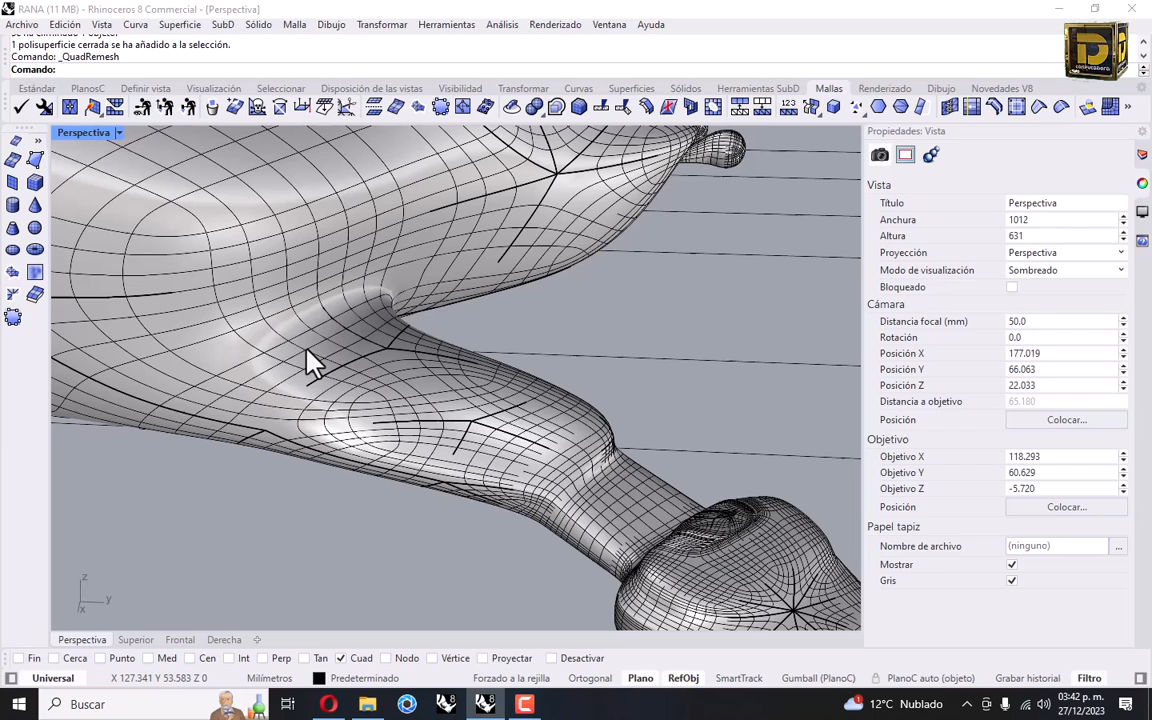 RANA (11 MB) - Rhinoceros 8 Commercial - [Perspectiva]
Archivo Edición Vista Curva Superficie SubD Sólido Malla Dibujo Transformar Herramientas Análisis Renderizado Ventana Ayuda
1 polisuperficie cerrada se ha añadido a la selección.
Comando: _QuadRemesh
Comando:
Estándar PlanosC Definir vista Visualización Seleccionar Disposición de las vistas Visibilidad Transformar Curvas Superficies Sólidos Herramientas SubD Mallas Renderizado Dibujo Novedades V8
Perspectiva
Propiedades: Vista
Vista
Título Perspectiva
Anchura 1012
Altura 631
Proyección Perspectiva
Modo de visualización Sombreado
Bloqueado
Cámara
Distancia focal (mm) 50.0
Rotación 0.0
Posición X 177.019
Posición Y 66.063
Posición Z 22.033
Distancia a objetivo 65.180
Posición Colocar...
Objetivo
Objetivo X 118.293
Objetivo Y 60.629
Objetivo Z -5.720
Posición Colocar...
Papel tapiz
Nombre de archivo (ninguno) ...
Mostrar
Gris
z
x y
Perspectiva Superior Frontal Derecha
Fin Cerca Punto Med Cen Int Perp Tan Cuad Nodo Vértice Proyectar Desactivar
Universal X 127.341 Y 53.583 Z 0 Milímetros Predeterminado Forzado a la rejilla Ortogonal Plano RefObj SmartTrack Gumball (PlanoC) PlanoC auto (objeto) Grabar historial Filtro
Buscar
12°C Nublado
03:42 p. m.
27/12/2023